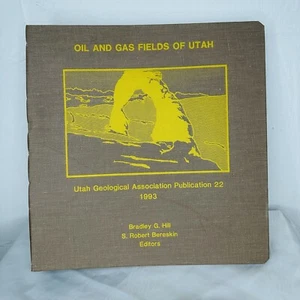 OIL AND GAS FIELDS OF UTAH
Utah Geological Association Publication 22
1993
Bradley G. Hill
S. Robert Bereskin
Editors